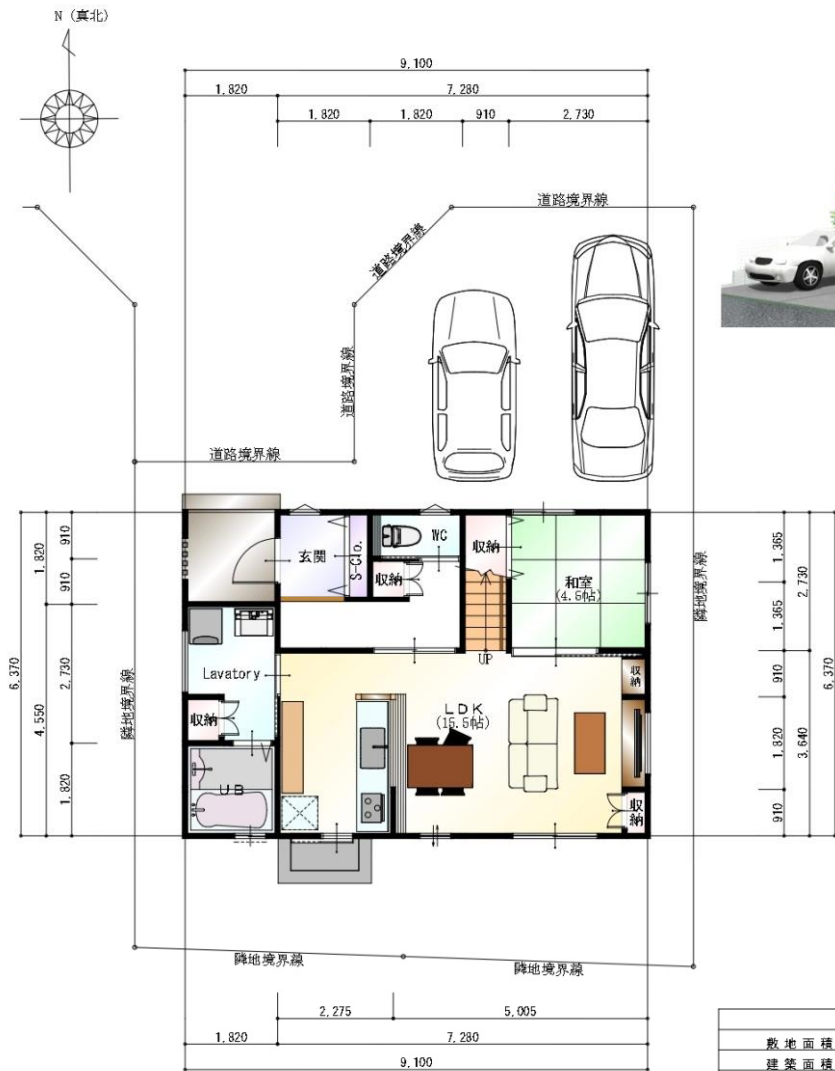 N (真北)
9,100
1,820
7,280
1,820
1,820
910
2,730
道路境界線
道路境界線
道路境界線
道路境界線
6,370
1,820
910
910
4,550
2,730
1,820
玄関
S-Clo.
WC
収納
収納
和室
(4.5帖)
UP
Lavatory
収納
UB
LDK
(15.5帖)
収納
収納
1,365
1,365
2,730
910
1,820
910
3,640
6,370
隣地境界線
隣地境界線
隣地境界線
隣地境界線
2,275
5,005
1,820
7,280
9,100
敷地面積
建築面積